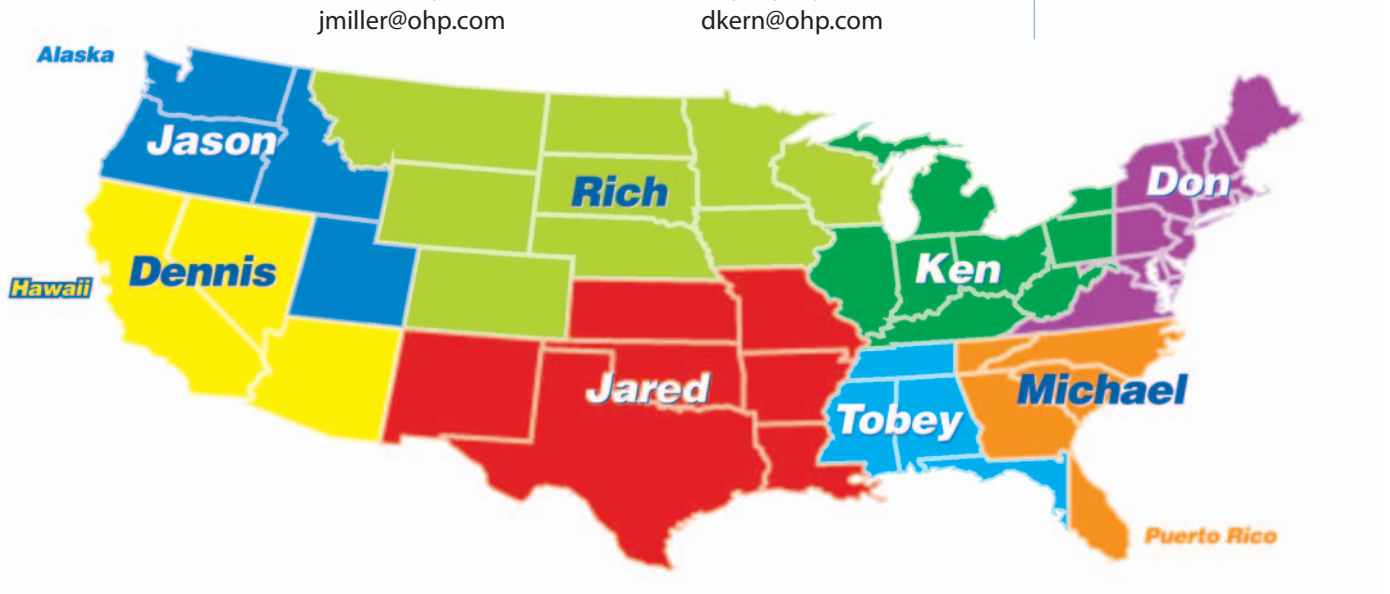 jmiller@ohp.com dkern@ohp.com
Alaska
Jason
Rich
Don
Dennis
Ken
Hawaii
Jared
Michael
Tobey
Puerto Rico